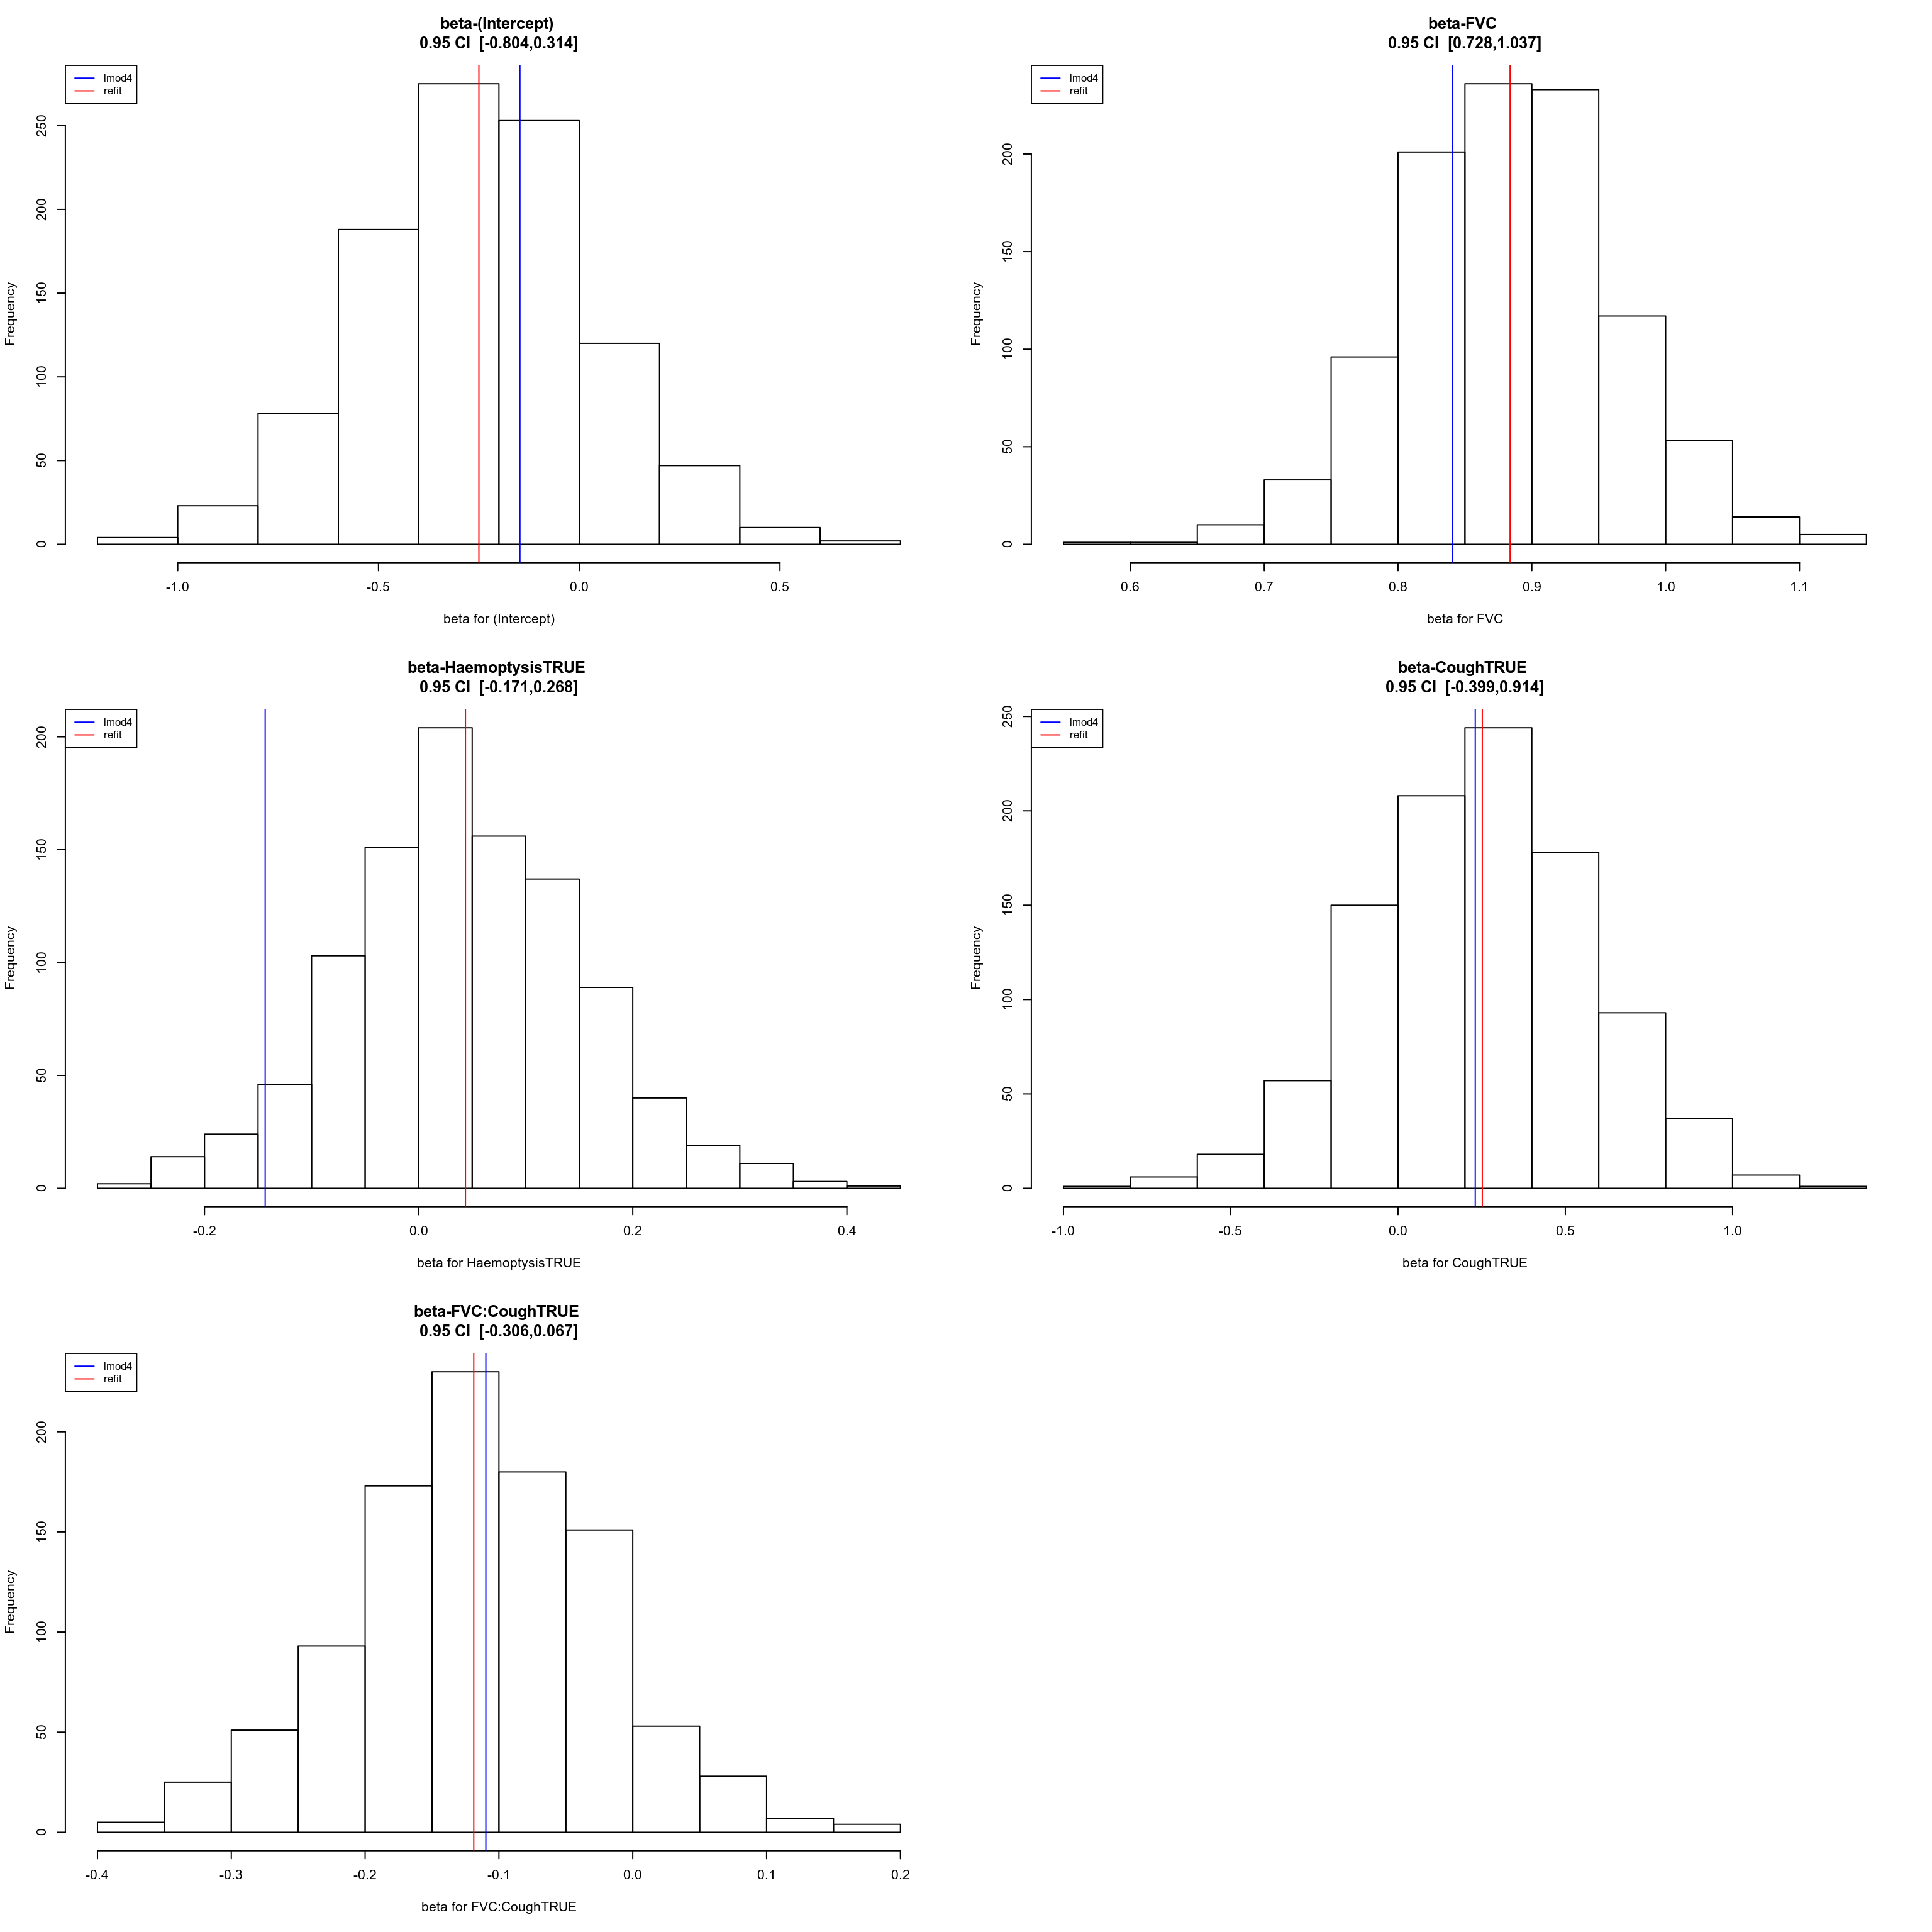 beta-(Intercept)
0.95 CI [-0.804,0.314]
lmod4
refit
Frequency
250
200
150
100
50
0
-1.0 -0.5 0.0 0.5
beta for (Intercept)
beta-FVC
0.95 CI [0.728,1.037]
lmod4
refit
Frequency
200
150
100
50
0
0.6 0.7 0.8 0.9 1.0 1.1
beta for FVC
beta-HaemoptysisTRUE
0.95 CI [-0.171,0.268]
lmod4
refit
Frequency
200
150
100
50
0
-0.2 0.0 0.2 0.4
beta for HaemoptysisTRUE
beta-CoughTRUE
0.95 CI [-0.399,0.914]
lmod4
refit
Frequency
250
200
150
100
50
0
-1.0 -0.5 0.0 0.5 1.0
beta for CoughTRUE
beta-FVC:CoughTRUE
0.95 CI [-0.306,0.067]
lmod4
refit
Frequency
200
150
100
50
0
-0.4 -0.3 -0.2 -0.1 0.0 0.1 0.2
beta for FVC:CoughTRUE